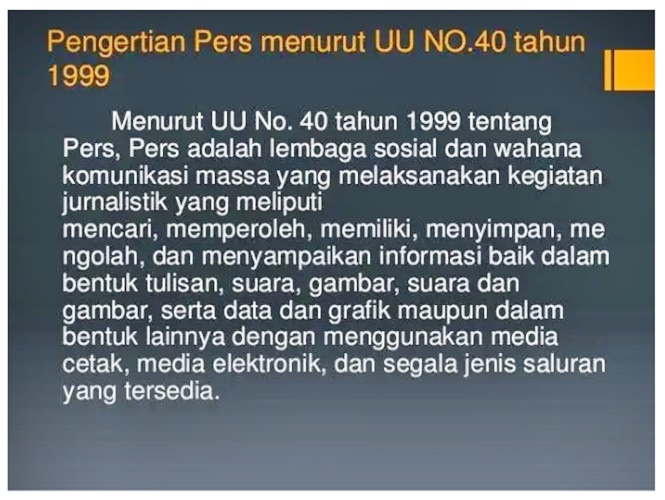 Pengertian Pers menurut UU NO.40 tahun
1999
Menurut UU No. 40 tahun 1999 tentang
Pers, Pers adalah lembaga sosial dan wahana
komunikasi massa yang melaksanakan kegiatan
jurnalistik yang meliputi
mencari, memperoleh, memiliki, menyimpan, me
ngolah, dan menyampaikan informasi baik dalam
bentuk tulisan, suara, gambar, suara dan
gambar, serta data dan grafik maupun dalam
bentuk lainnya dengan menggunakan media
cetak, media elektronik, dan segala jenis saluran
yang tersedia.